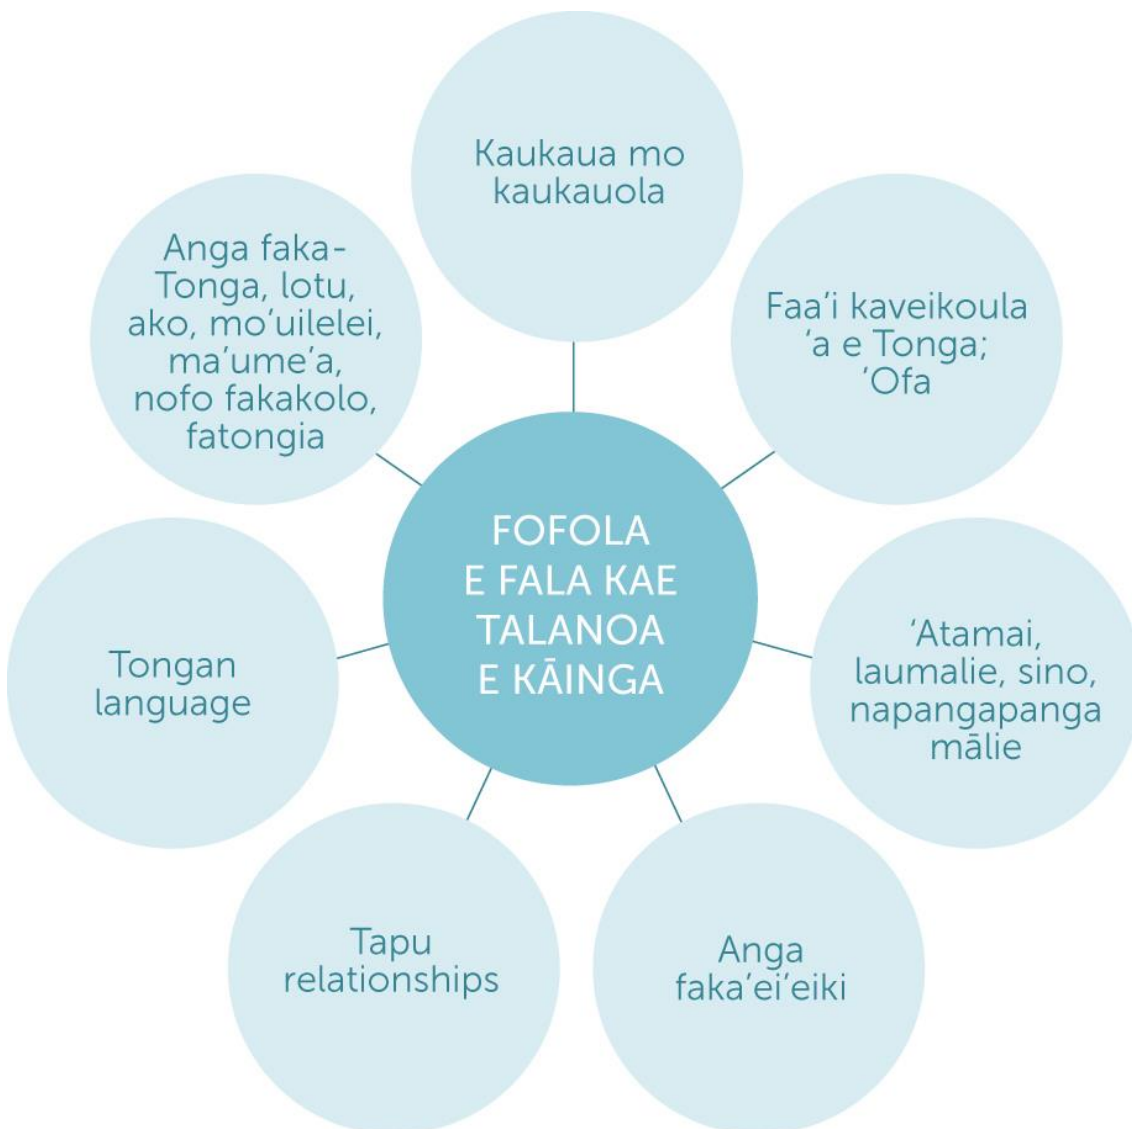 Kaukaua mo
kaukauola
Anga faka-
Tonga, lotu,
ako, mo’uilelei,
ma’ume’a,
nofo fakakolo,
fatongia
Faa’i kaveikoula
‘a e Tonga;
‘Ofa
FOFOLA
E FALA KAE
TALANOA
E KĀINGA
Tongan
language
‘Atamai,
laumalie, sino,
napangapanga
mālie
Tapu
relationships
Anga
faka’ei’eiki